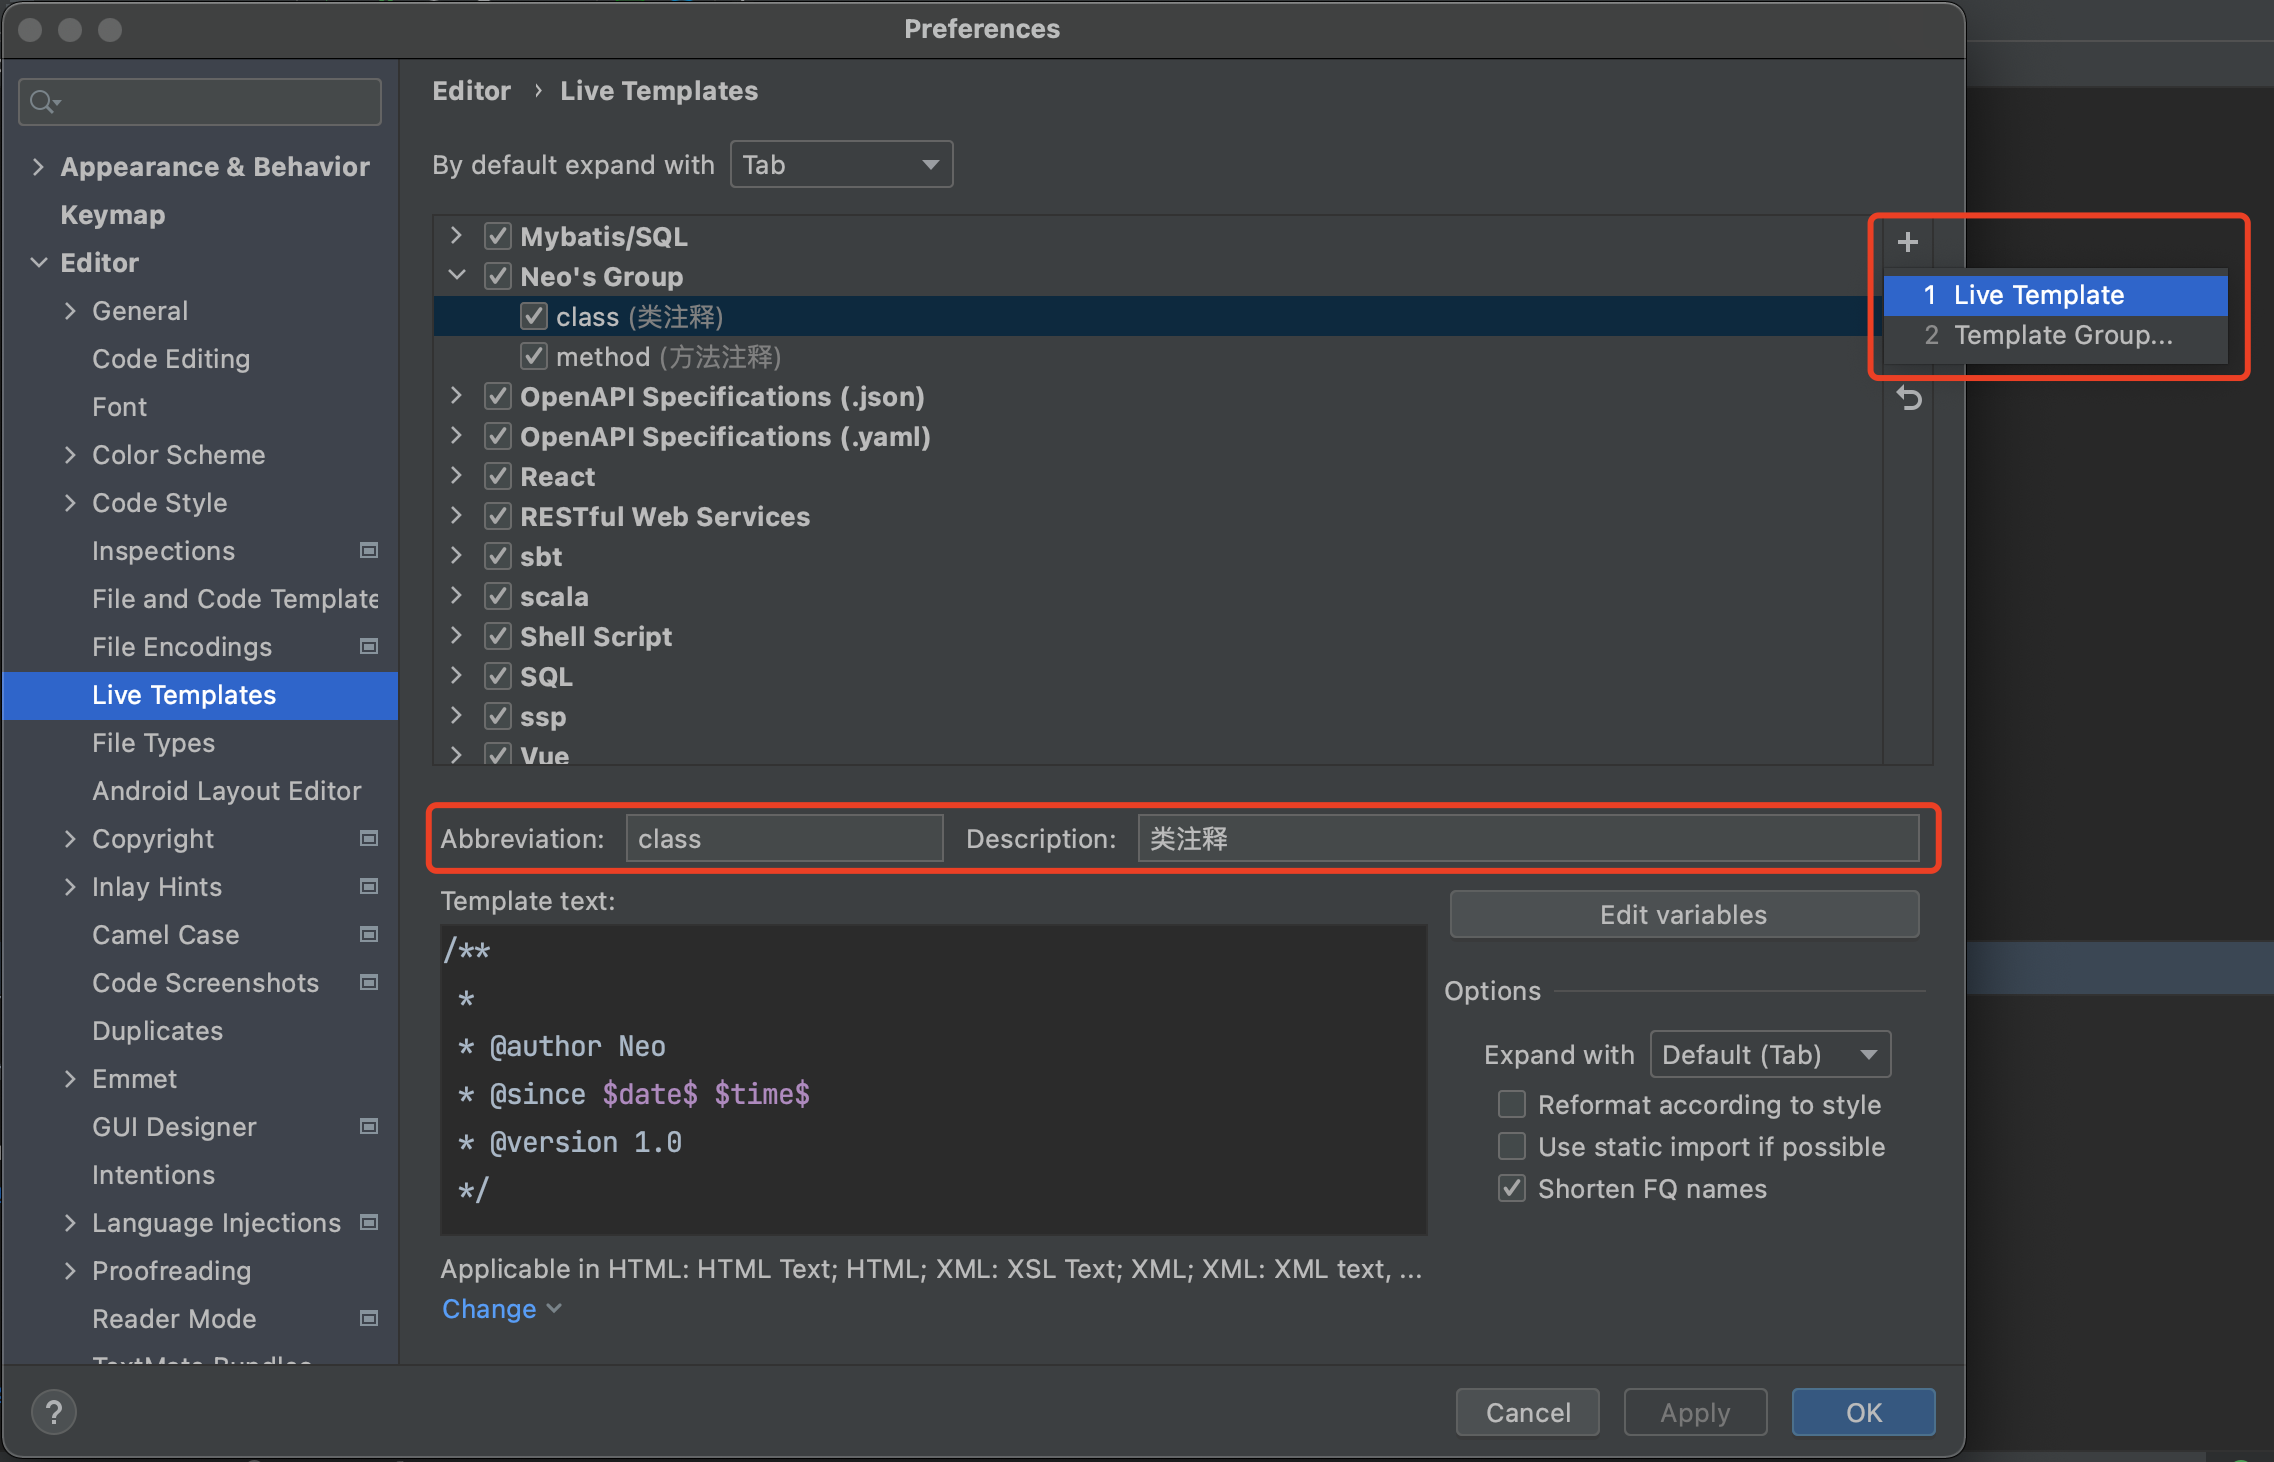 Preferences
Editor › Live Templates
By default expand with Tab
Appearance & Behavior
Keymap
Editor
General
Code Editing
Font
Color Scheme
Code Style
Inspections
File and Code Template
File Encodings
Live Templates
File Types
Android Layout Editor
Copyright
Inlay Hints
Camel Case
Code Screenshots
Duplicates
Emmet
GUI Designer
Intentions
Language Injections
Proofreading
Reader Mode
TextMate Bundles
Mybatis/SQL
Neo's Group
class (类注释)
method (方法注释)
OpenAPI Specifications (.json)
OpenAPI Specifications (.yaml)
React
RESTful Web Services
sbt
scala
Shell Script
SQL
ssp
Vue
1 Live Template
2 Template Group...
Abbreviation: class Description: 类注释
Template text:
/**
*
* @author Neo
* @since $date$ $time$
* @version 1.0
*/
Edit variables
Options
Expand with Default (Tab)
Reformat according to style
Use static import if possible
Shorten FQ names
Applicable in HTML: HTML Text; HTML; XML: XSL Text; XML; XML: XML text, ...
Change
? Cancel Apply OK